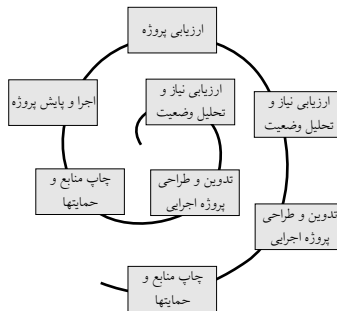 ارزیابی پروژه
ارزیابی نیاز و
تحلیل وضعیت
اجرا و پایش پروژه
ارزیابی نیاز و
تحلیل وضعیت
چاپ منابع و
حمایتها
تدوین و طراحی
پروژه اجرایی
تدوین و طراحی
پروژه اجرایی
چاپ منابع و
حمایتها